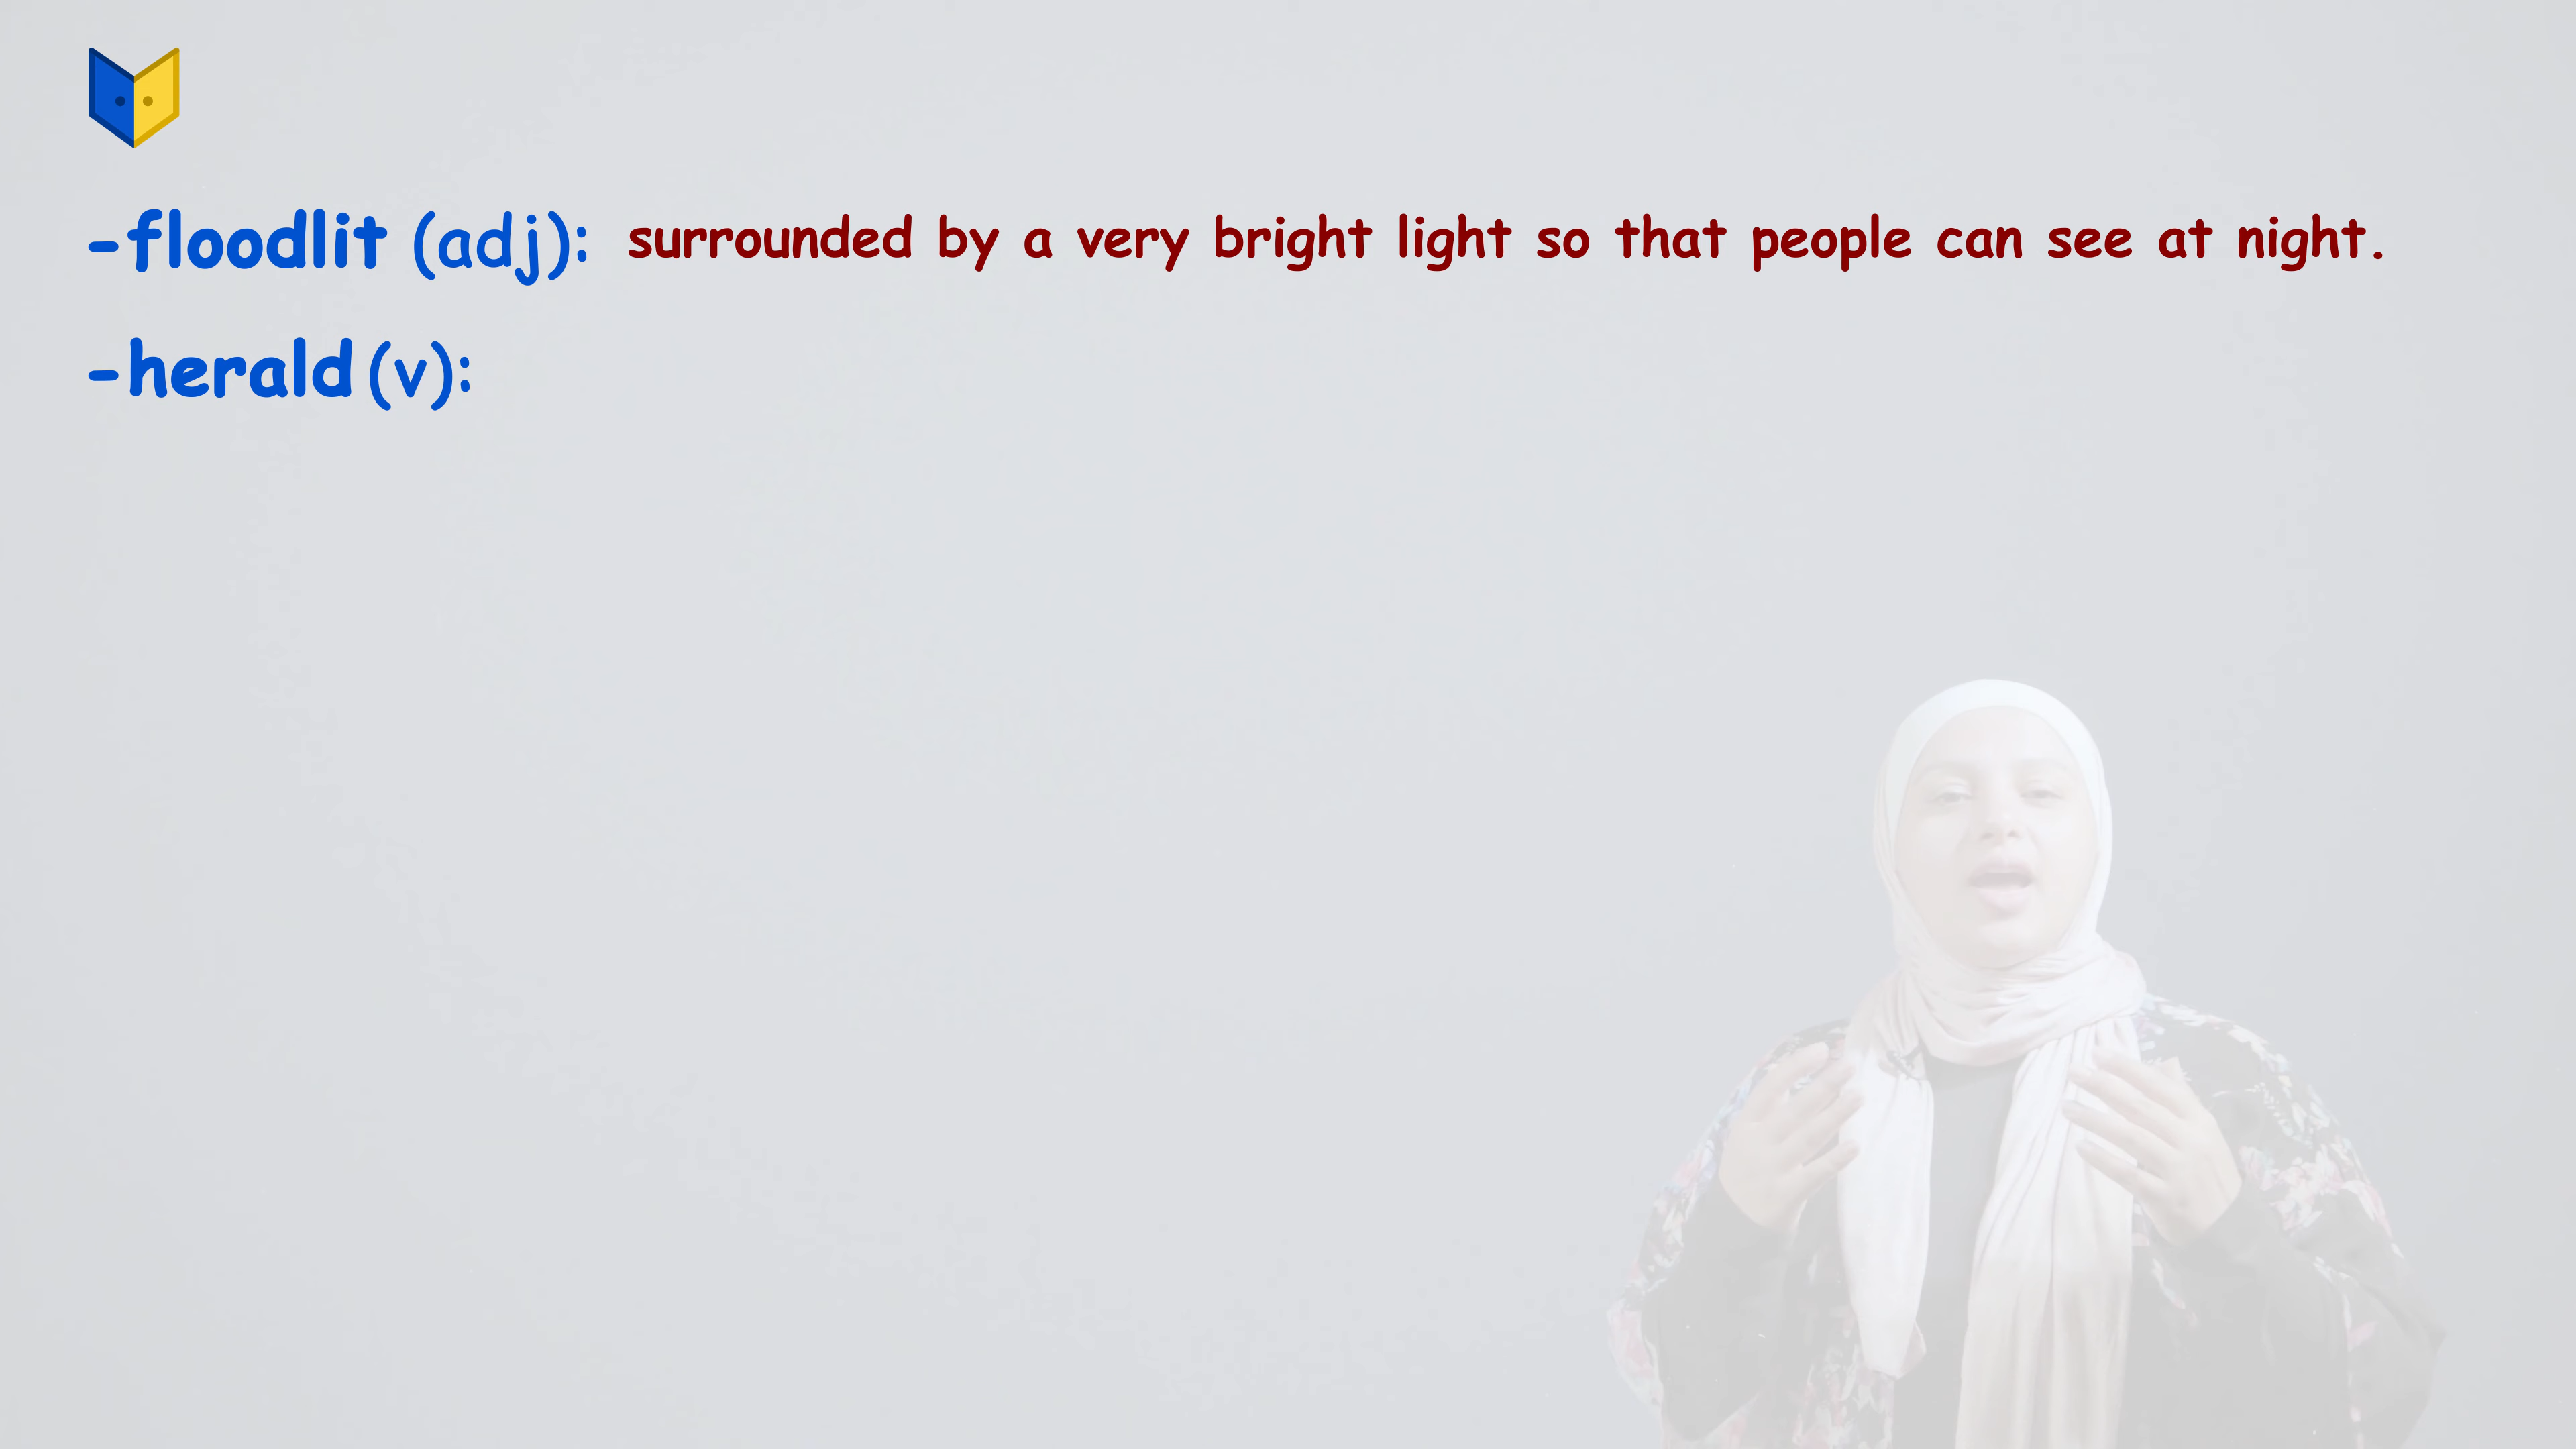 -floodlit (adj): surrounded by a very bright light so that people can see at night.
-herald (v):